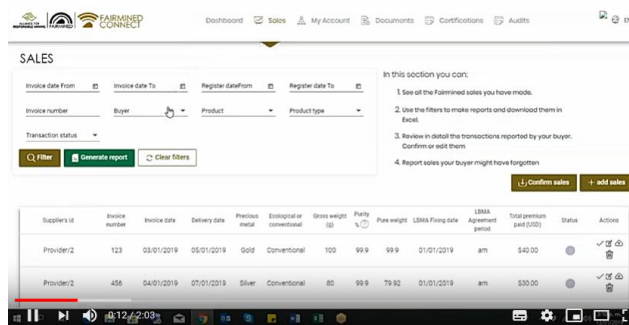 ALLIANCE FOR
RESPONSIBLE MINING
FAIRMINED
FAIRMINED
CONNECT
Dashboard
Sales
My Account
Documents
Certifications
Audits
SALES
Invoice date From
Invoice date To
Register dateFrom
Register date To
Invoice number
Buyer
Product
Product type
Transaction status
Filter
Generate report
Clear filters
In this section you can:
1. See all the Fairmined sales you have made.
2. Use the filters to make reports and download them in
Excel.
3. Review in detail the transactions reported by your buyer.
Confirm or edit them
4. Report sales your buyer might have forgotten
Confirm sales
+ add sales
Supplier's id Invoice number Invoice date Delivery date Precious metal Ecological or conventional Gross weight (g) Purity % Pure weight LBMA Fixing date LBMA Agreement period Total premium paid (USD) Status Actions
Provider/2 123 03/01/2019 05/01/2019 Gold Conventional 100 99.9 99.9 01/01/2019 am $40.00
Provider/2 456 04/01/2019 07/01/2019 Silver Conventional 80 99.9 79.92 01/01/2019 am $30.00
0:12 / 2:03